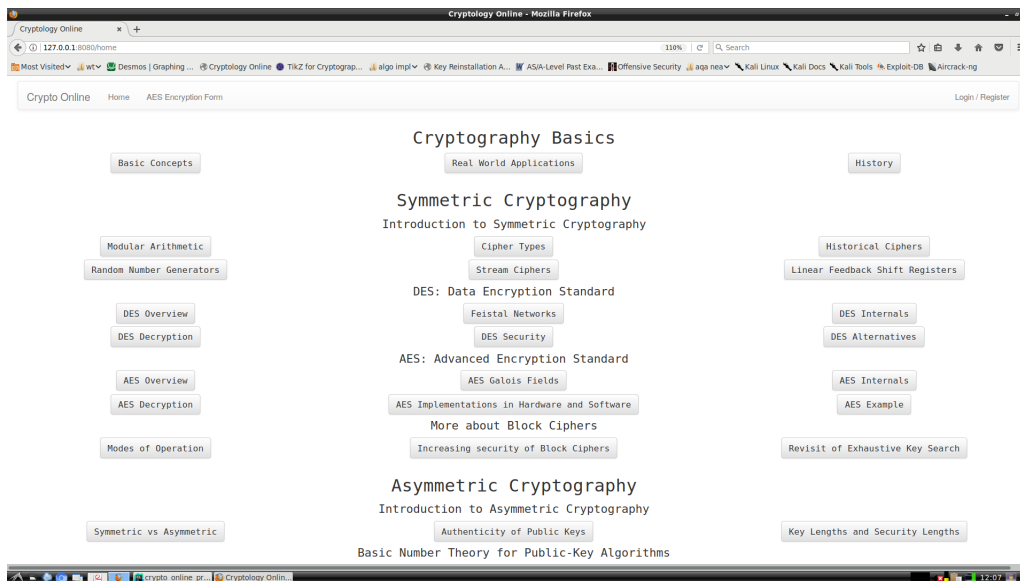 Cryptology Online - Mozilla Firefox
Cryptology Online × +
127.0.0.1:8080/home 110% Search
Most Visited wt Desmos | Graphing ... Cryptology Online TikZ for Cryptograp... algo impl Key Reinstallation A... AS/A-Level Past Exa... Offensive Security aqa nea Kali Linux Kali Docs Kali Tools Exploit-DB Aircrack-ng
Crypto Online Home AES Encryption Form Login / Register
Cryptography Basics
Basic Concepts Real World Applications History
Symmetric Cryptography
Introduction to Symmetric Cryptography
Modular Arithmetic Cipher Types Historical Ciphers
Random Number Generators Stream Ciphers Linear Feedback Shift Registers
DES: Data Encryption Standard
DES Overview Feistal Networks DES Internals
DES Decryption DES Security DES Alternatives
AES: Advanced Encryption Standard
AES Overview AES Galois Fields AES Internals
AES Decryption AES Implementations in Hardware and Software AES Example
More about Block Ciphers
Modes of Operation Increasing security of Block Ciphers Revisit of Exhaustive Key Search
Asymmetric Cryptography
Introduction to Asymmetric Cryptography
Symmetric vs Asymmetric Authenticity of Public Keys Key Lengths and Security Lengths
Basic Number Theory for Public-Key Algorithms
crypto online pr... Cryptology Onlin... 12:07